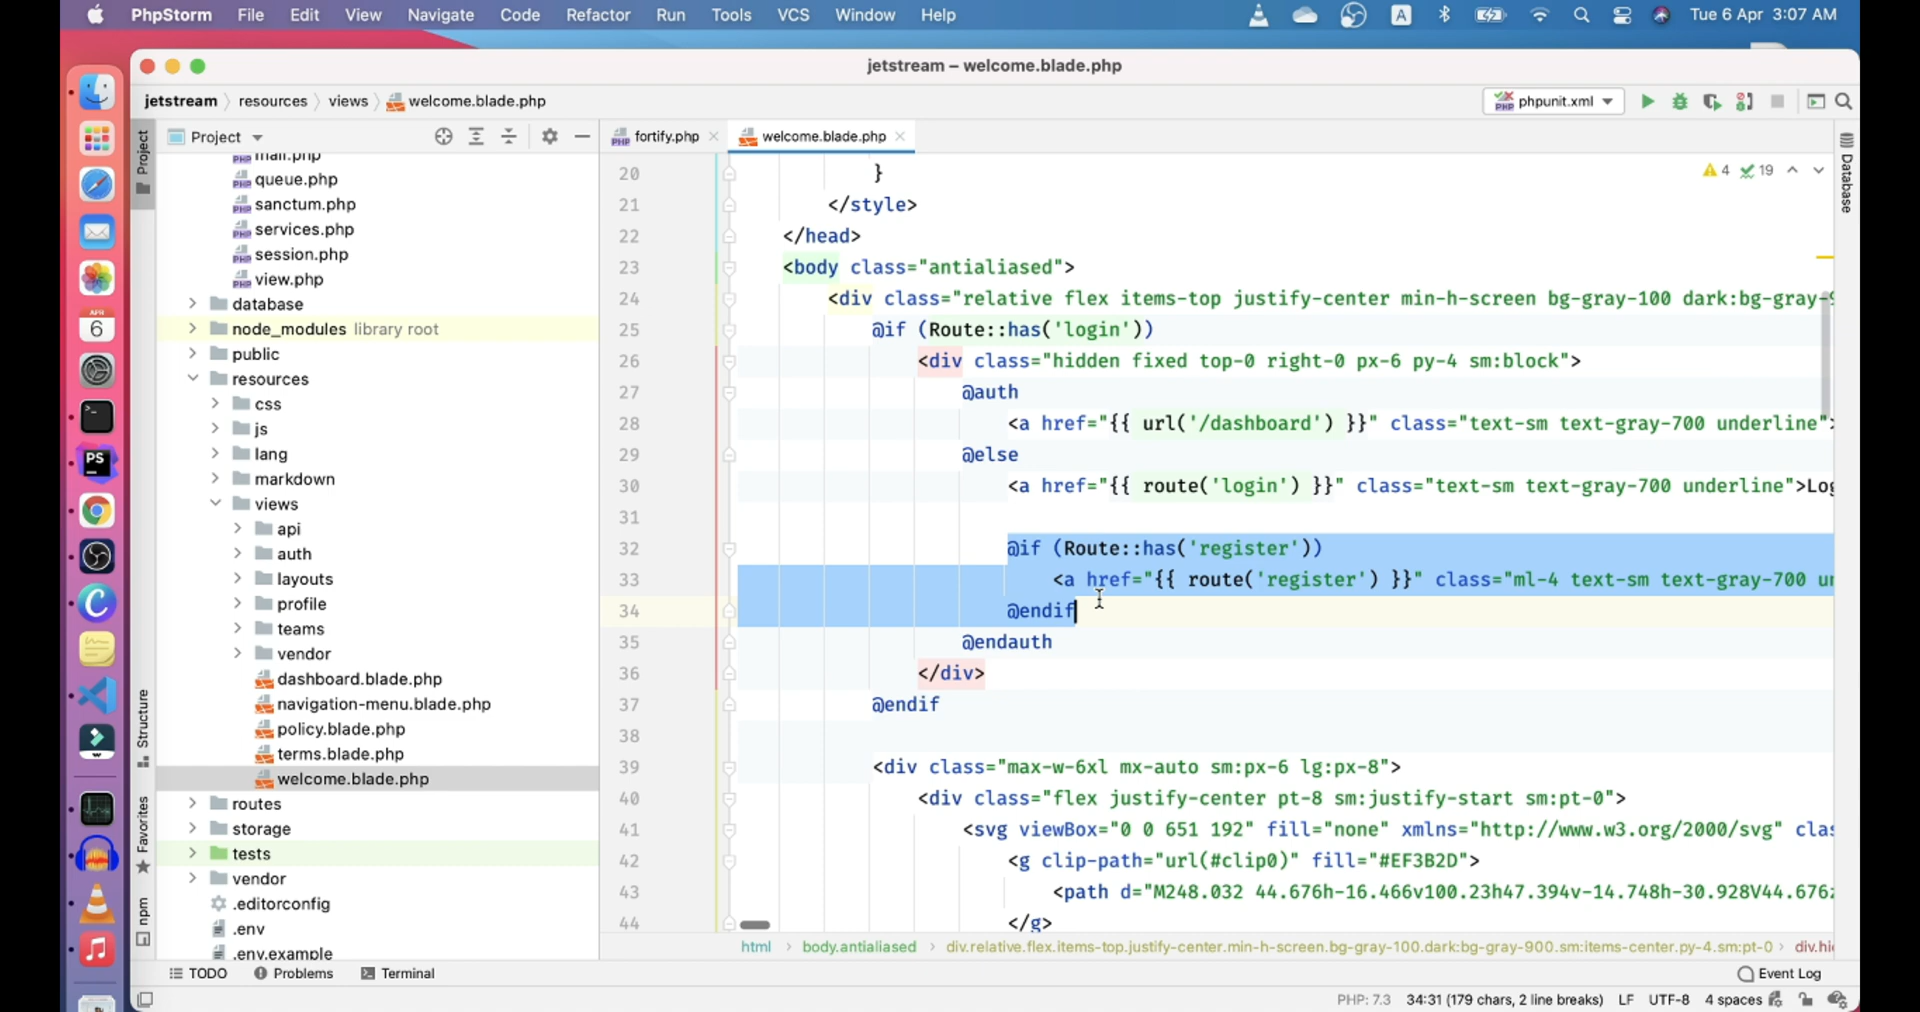 PhpStorm File Edit View Navigate Code Refactor Run Tools VCS Window Help A Tue 6 Apr 3:07 AM
jetstream – welcome.blade.php
jetstream resources views welcome.blade.php phpunit.xml
Project
fortify.php welcome.blade.php
Project
Structure
Favorites
npm
Database
APR
6
PS
mail.php
queue.php
sanctum.php
services.php
session.php
view.php
database
node_modules library root
public
resources
css
js
lang
markdown
views
api
auth
layouts
profile
teams
vendor
dashboard.blade.php
navigation-menu.blade.php
policy.blade.php
terms.blade.php
welcome.blade.php
routes
storage
tests
vendor
.editorconfig
.env
.env.example
4 19
20 }
21 </style>
22 </head>
23 <body class="antialiased">
24 <div class="relative flex items-top justify-center min-h-screen bg-gray-100 dark:bg-gray-9
25 @if (Route::has('login'))
26 <div class="hidden fixed top-0 right-0 px-6 py-4 sm:block">
27 @auth
28 <a href="{{ url('/dashboard') }}" class="text-sm text-gray-700 underline">
29 @else
30 <a href="{{ route('login') }}" class="text-sm text-gray-700 underline">Log
31
32 @if (Route::has('register'))
33 <a href="{{ route('register') }}" class="ml-4 text-sm text-gray-700 un
34 @endif
35 @endauth
36 </div>
37 @endif
38
39 <div class="max-w-6xl mx-auto sm:px-6 lg:px-8">
40 <div class="flex justify-center pt-8 sm:justify-start sm:pt-0">
41 <svg viewBox="0 0 651 192" fill="none" xmlns="http://www.w3.org/2000/svg" clas
42 <g clip-path="url(#clip0)" fill="#EF3B2D">
43 <path d="M248.032 44.676h-16.466v100.23h47.394v-14.748h-30.928V44.676z
44 </g>
html body.antialiased div.relative.flex.items-top.justify-center.min-h-screen.bg-gray-100.dark:bg-gray-900.sm:items-center.py-4.sm:pt-0 div.hid
TODO Problems Terminal Event Log
PHP: 7.3 34:31 (179 chars, 2 line breaks) LF UTF-8 4 spaces